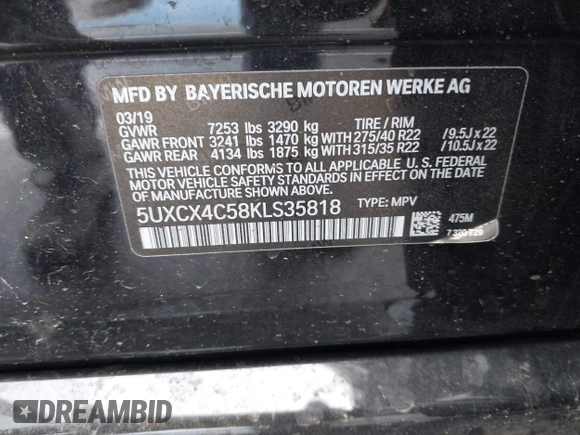 MFD BY BAYERISCHE MOTOREN WERKE AG
03/19
GVWR 7253 lbs 3290 kg TIRE / RIM
GAWR FRONT 3241 lbs 1470 kg WITH 275/40 R22 /9.5J x 22
GAWR REAR 4134 lbs 1875 kg WITH 315/35 R22 /10.5J x 22
THIS VEHICLE CONFORMS TO ALL APPLICABLE U.S. FEDERAL
MOTOR VEHICLE SAFETY STANDARDS IN EFFECT ON THE DATE OF
MANUFACTURE SHOWN ABOVE.
5UXCX4C58KLS35818 TYPE: MPV
475M
7 320 T29
DREAMBID